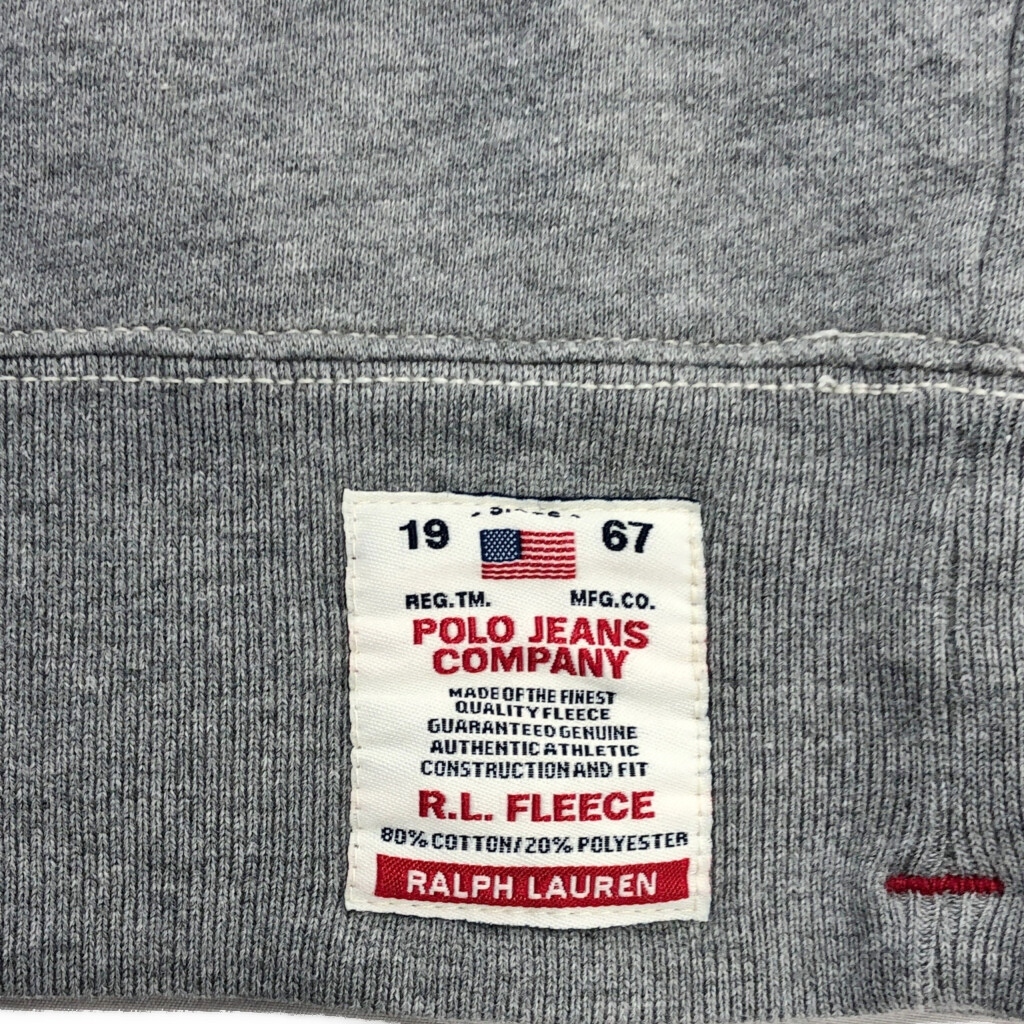 19 67
REG.TM. MFG.CO.
POLO JEANS
COMPANY
MADE OF THE FINEST
QUALITY FLEECE
GUARANTEED GENUINE
AUTHENTIC ATHLETIC
CONSTRUCTION AND FIT
R.L. FLEECE
80% COTTON/20% POLYESTER
RALPH LAUREN